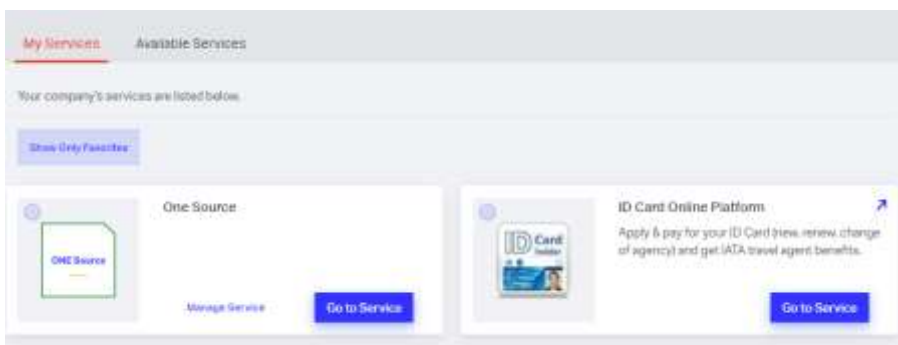 My Services Available Services
Your company's services are listed below.
Show Only Favorites
One Source
ONE Source
Manage Service
Go to Service
ID Card Online Platform
Apply & pay for your ID Card (new, renew, change
of agency) and get IATA travel agent benefits.
ID Card
Go to Service